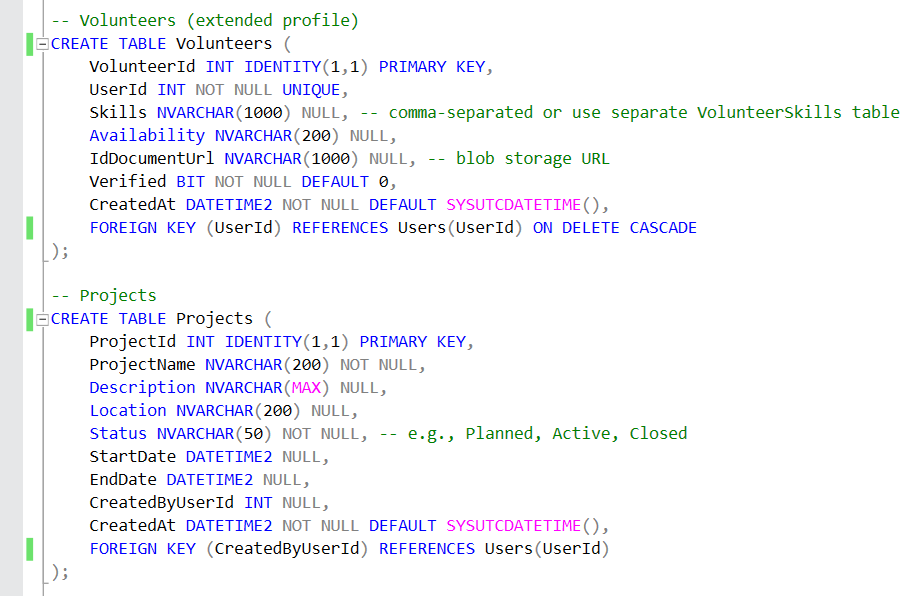 -- Volunteers (extended profile)
CREATE TABLE Volunteers (
VolunteerId INT IDENTITY(1,1) PRIMARY KEY,
UserId INT NOT NULL UNIQUE,
Skills NVARCHAR(1000) NULL, -- comma-separated or use separate VolunteerSkills table
Availability NVARCHAR(200) NULL,
IdDocumentUrl NVARCHAR(1000) NULL, -- blob storage URL
Verified BIT NOT NULL DEFAULT 0,
CreatedAt DATETIME2 NOT NULL DEFAULT SYSUTCDATETIME(),
FOREIGN KEY (UserId) REFERENCES Users(UserId) ON DELETE CASCADE
);
-- Projects
CREATE TABLE Projects (
ProjectId INT IDENTITY(1,1) PRIMARY KEY,
ProjectName NVARCHAR(200) NOT NULL,
Description NVARCHAR(MAX) NULL,
Location NVARCHAR(200) NULL,
Status NVARCHAR(50) NOT NULL, -- e.g., Planned, Active, Closed
StartDate DATETIME2 NULL,
EndDate DATETIME2 NULL,
CreatedByUserId INT NULL,
CreatedAt DATETIME2 NOT NULL DEFAULT SYSUTCDATETIME(),
FOREIGN KEY (CreatedByUserId) REFERENCES Users(UserId)
);